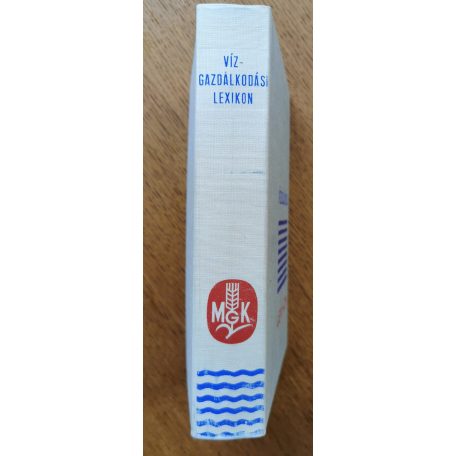 VÍZ-
GAZDÁLKODÁSI
LEXIKON
MGK